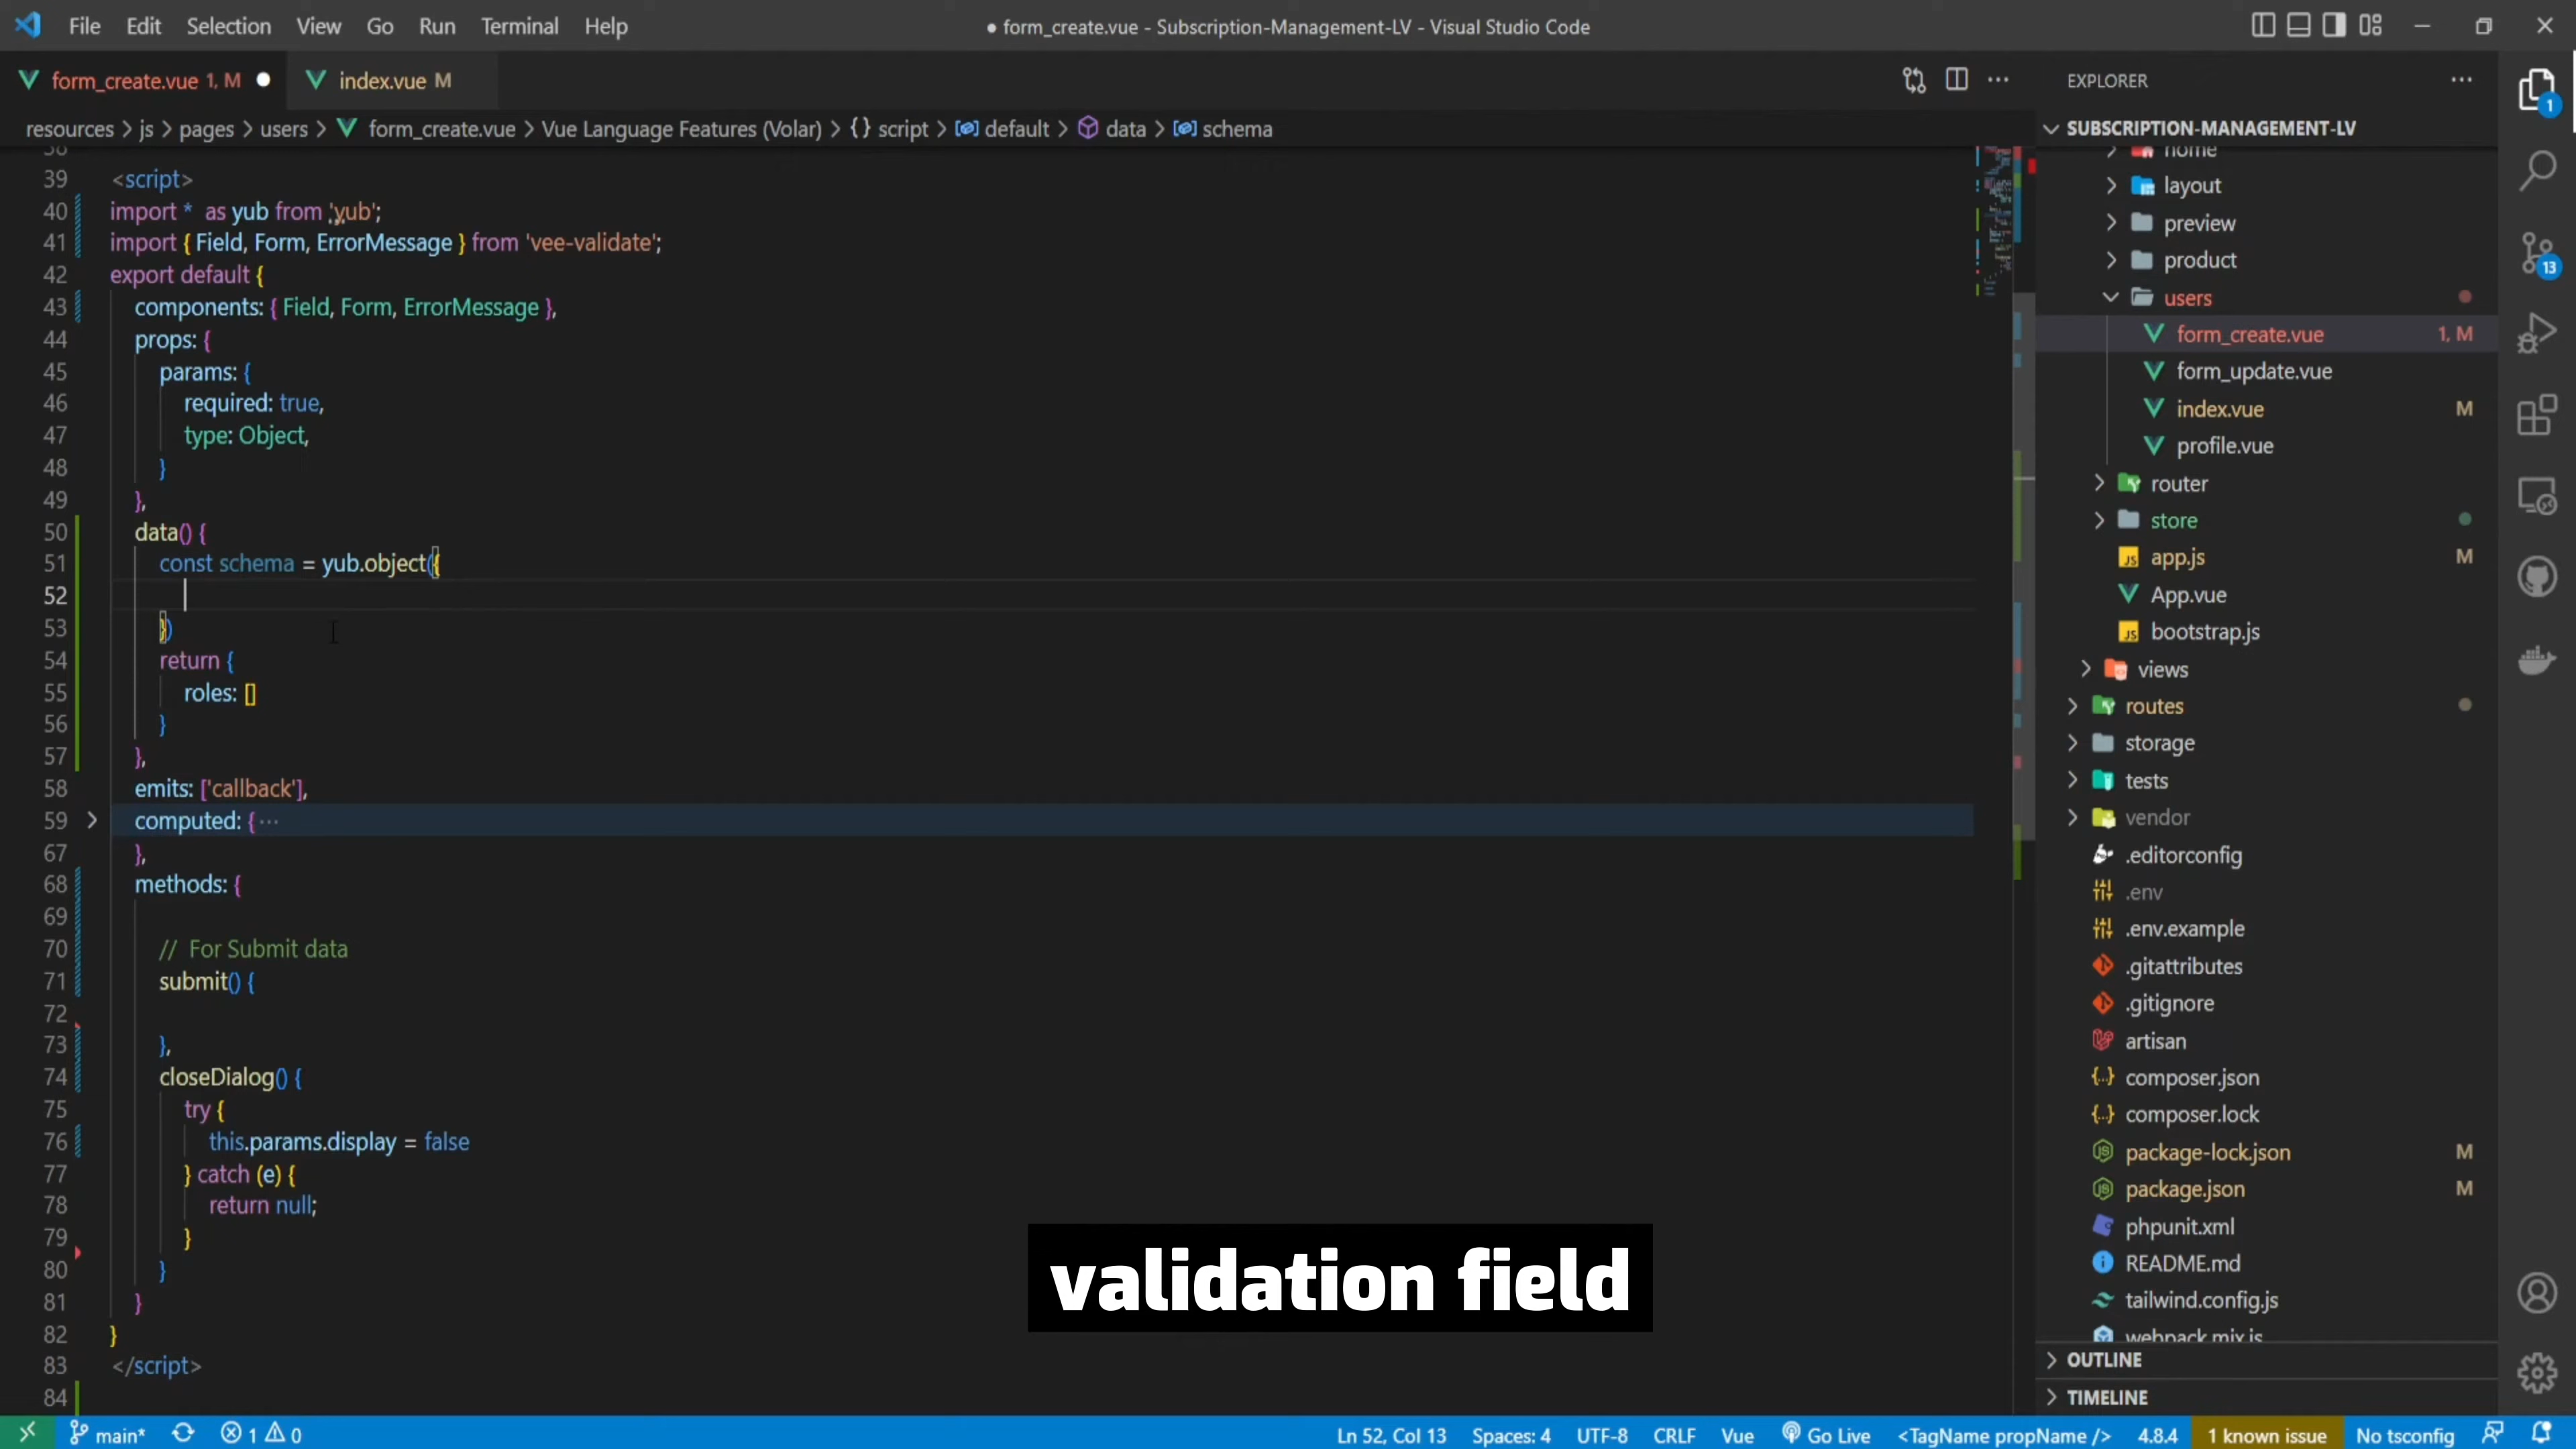 File Edit Selection View Go Run Terminal Help
● form_create.vue - Subscription-Management-LV - Visual Studio Code
form_create.vue 1, M
index.vue M
resources > js > pages > users > form_create.vue > Vue Language Features (Volar) > {} script > default > data > schema
38
39 <script>
40 import * as yub from 'yub';
41 import { Field, Form, ErrorMessage } from 'vee-validate';
42 export default {
43 components: { Field, Form, ErrorMessage },
44 props: {
45 params: {
46 required: true,
47 type: Object,
48 }
49 },
50 data() {
51 const schema = yub.object({
52
53 })
54 return {
55 roles: []
56 }
57 },
58 emits: ['callback'],
59 computed: { ···
67 },
68 methods: {
69
70 // For Submit data
71 submit() {
72
73 },
74 closeDialog() {
75 try {
76 this.params.display = false
77 } catch (e) {
78 return null;
79 }
80 }
81 }
82 }
83 </script>
84
validation field
EXPLORER
SUBSCRIPTION-MANAGEMENT-LV
home
layout
preview
product
users
form_create.vue 1, M
form_update.vue
index.vue M
profile.vue
router
store
app.js M
App.vue
bootstrap.js
views
routes
storage
tests
vendor
.editorconfig
.env
.env.example
.gitattributes
.gitignore
artisan
composer.json
composer.lock
package-lock.json M
package.json M
phpunit.xml
README.md
tailwind.config.js
webpack.mix.js
OUTLINE
TIMELINE
1
13
main* 1 0
Ln 52, Col 13 Spaces: 4 UTF-8 CRLF Vue Go Live <TagName propName /> 4.8.4 1 known issue No tsconfig